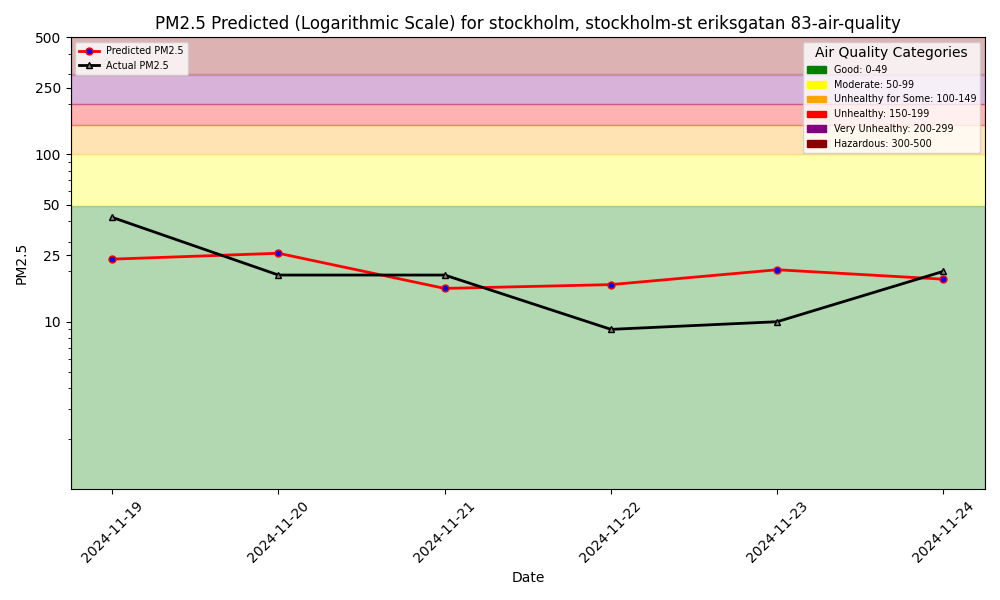 PM2.5 Predicted (Logarithmic Scale) for stockholm, stockholm-st eriksgatan 83-air-quality
Predicted PM2.5
Actual PM2.5
Air Quality Categories
Good: 0-49
Moderate: 50-99
Unhealthy for Some: 100-149
Unhealthy: 150-199
Very Unhealthy: 200-299
Hazardous: 300-500
500
250
100
50
25
10
PM2.5
2024-11-19
2024-11-20
2024-11-21
2024-11-22
2024-11-23
2024-11-24
Date